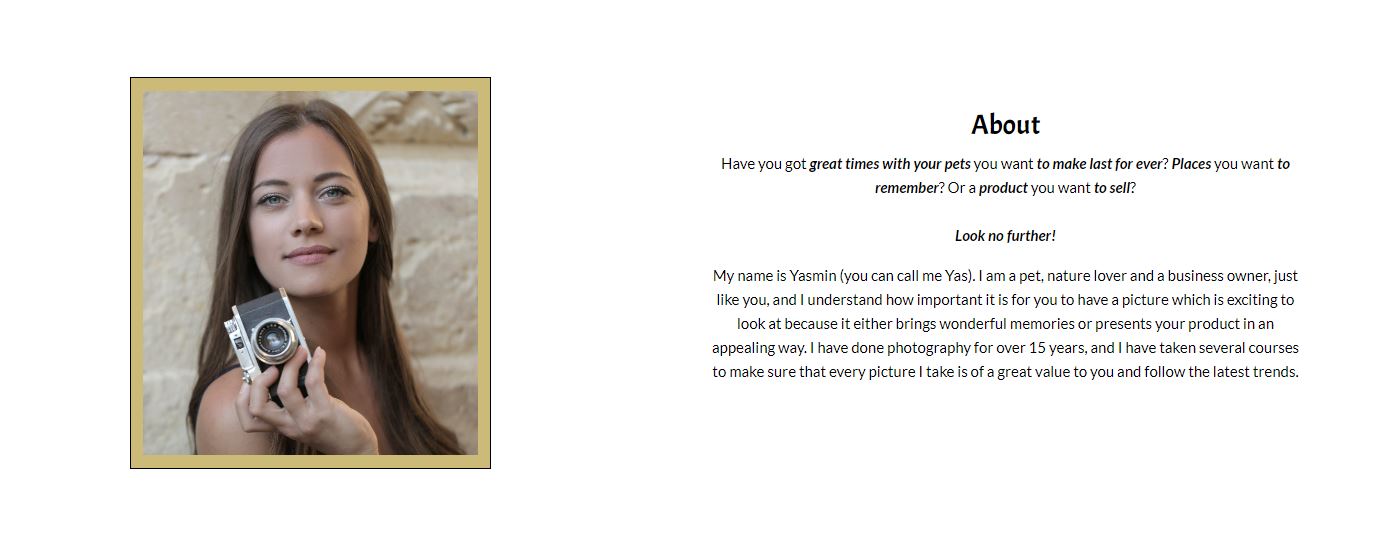 About
Have you got great times with your pets you want to make last for ever? Places you want to
remember? Or a product you want to sell?
Look no further!
My name is Yasmin (you can call me Yas). I am a pet, nature lover and a business owner, just
like you, and I understand how important it is for you to have a picture which is exciting to
look at because it either brings wonderful memories or presents your product in an
appealing way. I have done photography for over 15 years, and I have taken several courses
to make sure that every picture I take is of a great value to you and follow the latest trends.